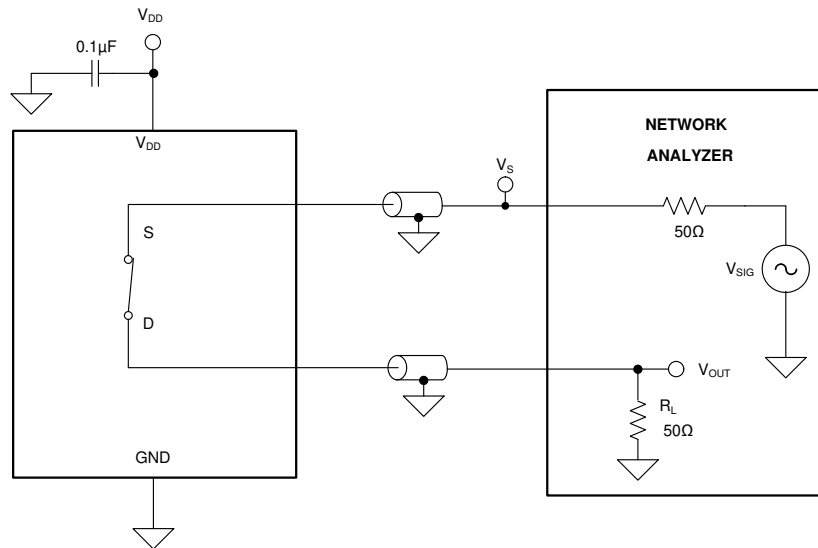 V_DD
0.1µF
V_DD
NETWORK
ANALYZER
V_S
S
50Ω
V_SIG
D
V_OUT
R_L
50Ω
GND